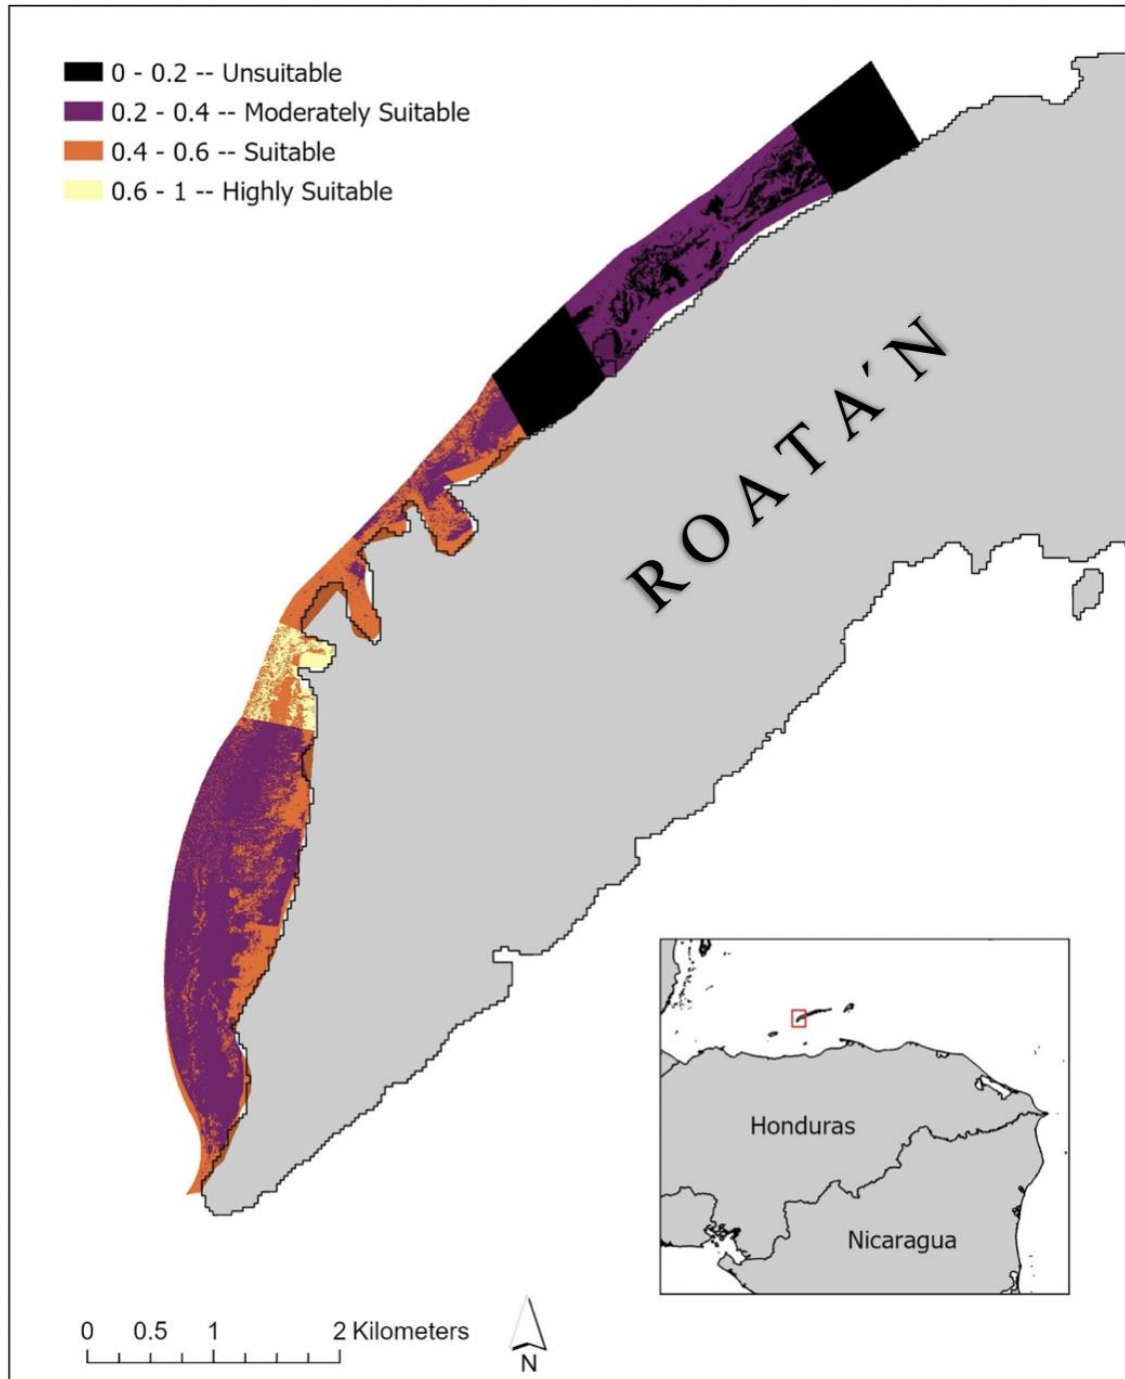 0 - 0.2 -- Unsuitable
0.2 - 0.4 -- Moderately Suitable
0.4 - 0.6 -- Suitable
0.6 - 1 -- Highly Suitable
ROATA´N
Honduras
Nicaragua
0 0.5 1 2 Kilometers
N